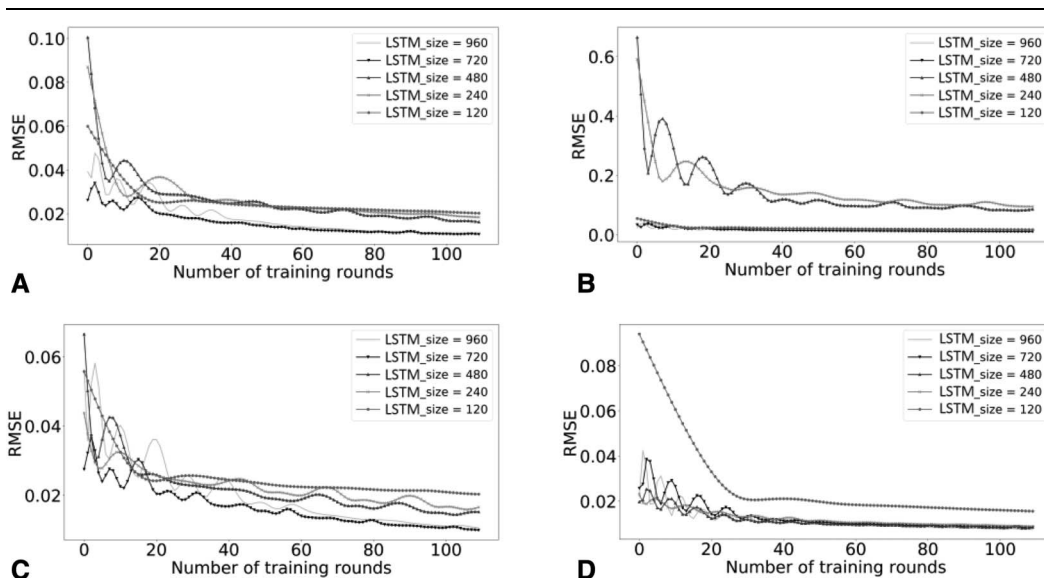 0.10
0.08
0.06
0.04
0.02
RMSE
LSTM_size = 960
LSTM_size = 720
LSTM_size = 480
LSTM_size = 240
LSTM_size = 120
0 20 40 60 80 100
Number of training rounds
A
0.6
0.4
0.2
0.0
RMSE
LSTM_size = 960
LSTM_size = 720
LSTM_size = 480
LSTM_size = 240
LSTM_size = 120
0 20 40 60 80 100
Number of training rounds
B
0.06
0.04
0.02
RMSE
LSTM_size = 960
LSTM_size = 720
LSTM_size = 480
LSTM_size = 240
LSTM_size = 120
0 20 40 60 80 100
Number of training rounds
C
0.08
0.06
0.04
0.02
RMSE
LSTM_size = 960
LSTM_size = 720
LSTM_size = 480
LSTM_size = 240
LSTM_size = 120
0 20 40 60 80 100
Number of training rounds
D